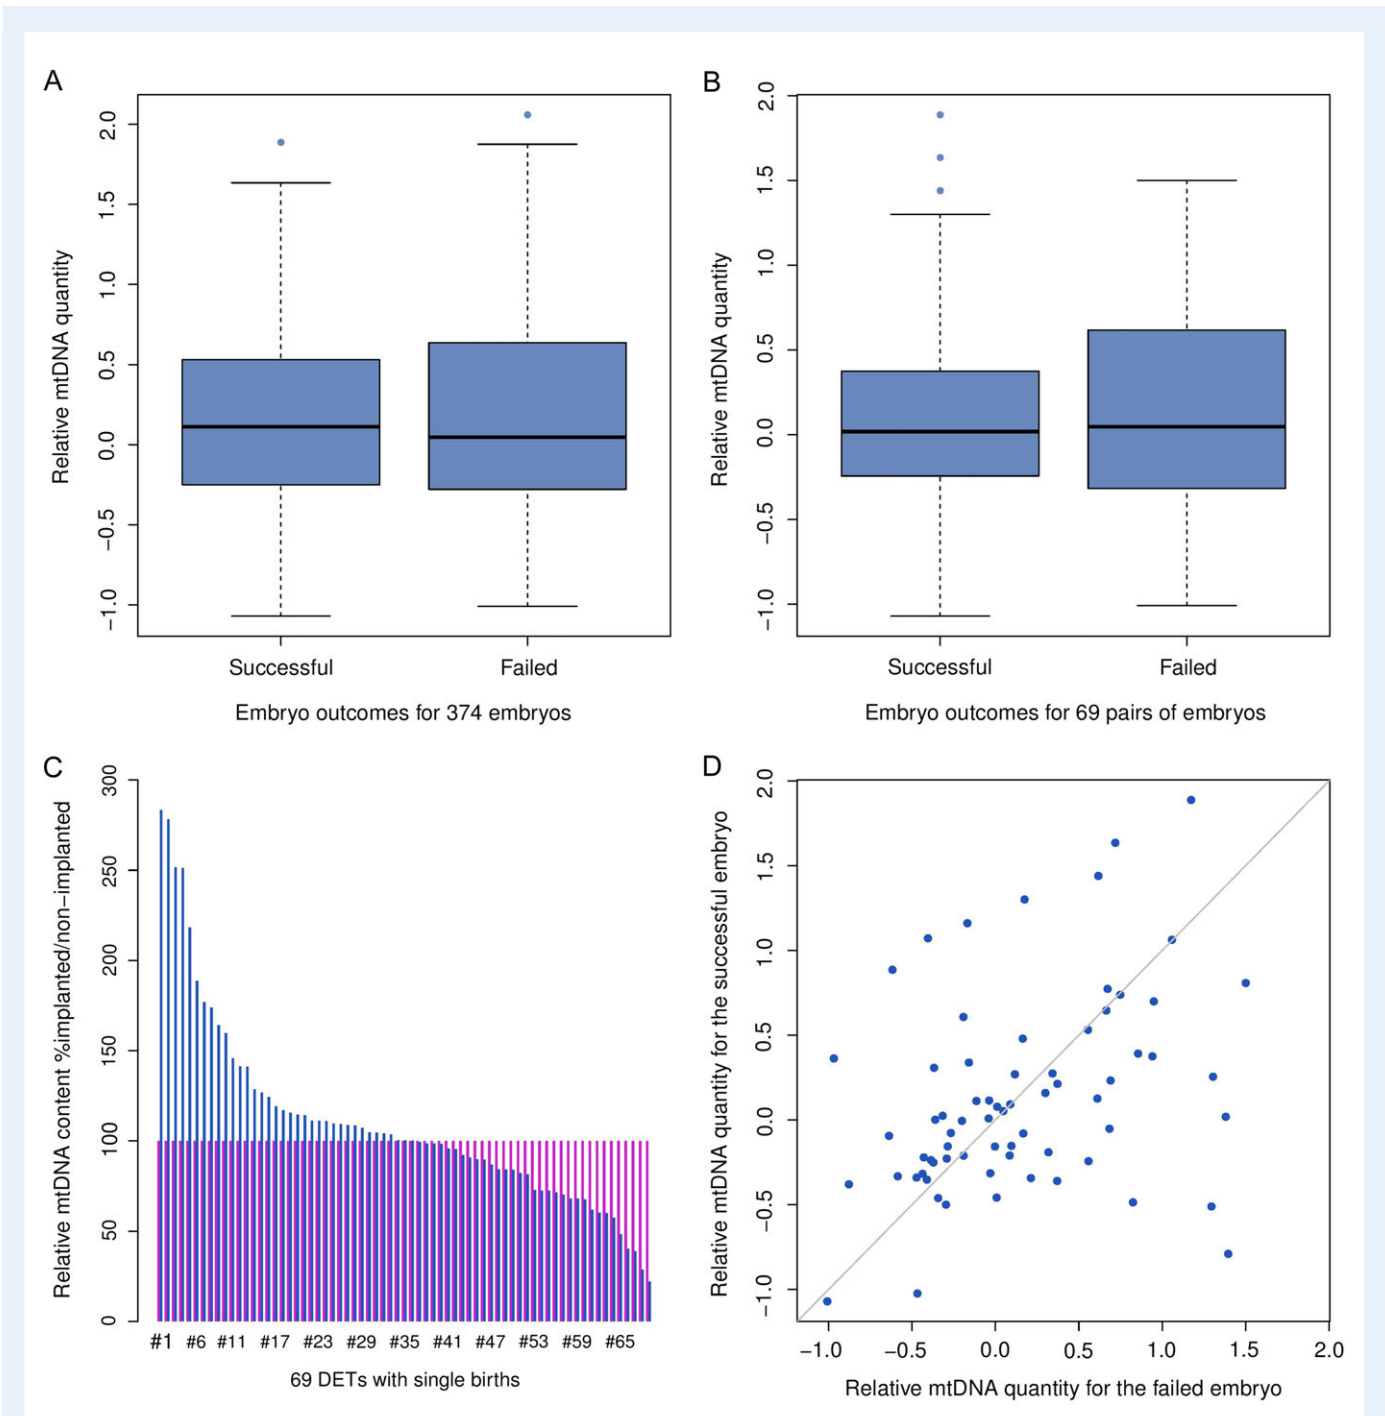 A
Relative mtDNA quantity
2.0
1.5
1.0
0.5
0.0
−0.5
−1.0
Successful
Failed
Embryo outcomes for 374 embryos
B
Relative mtDNA quantity
2.0
1.5
1.0
0.5
0.0
−0.5
−1.0
Successful
Failed
Embryo outcomes for 69 pairs of embryos
C
Relative mtDNA content %implanted/non−implanted
300
250
200
150
100
50
0
#1 #6 #11 #17 #23 #29 #35 #41 #47 #53 #59 #65
69 DETs with single births
D
Relative mtDNA quantity for the successful embryo
2.0
1.5
1.0
0.5
0.0
−0.5
−1.0
−1.0 −0.5 0.0 0.5 1.0 1.5 2.0
Relative mtDNA quantity for the failed embryo